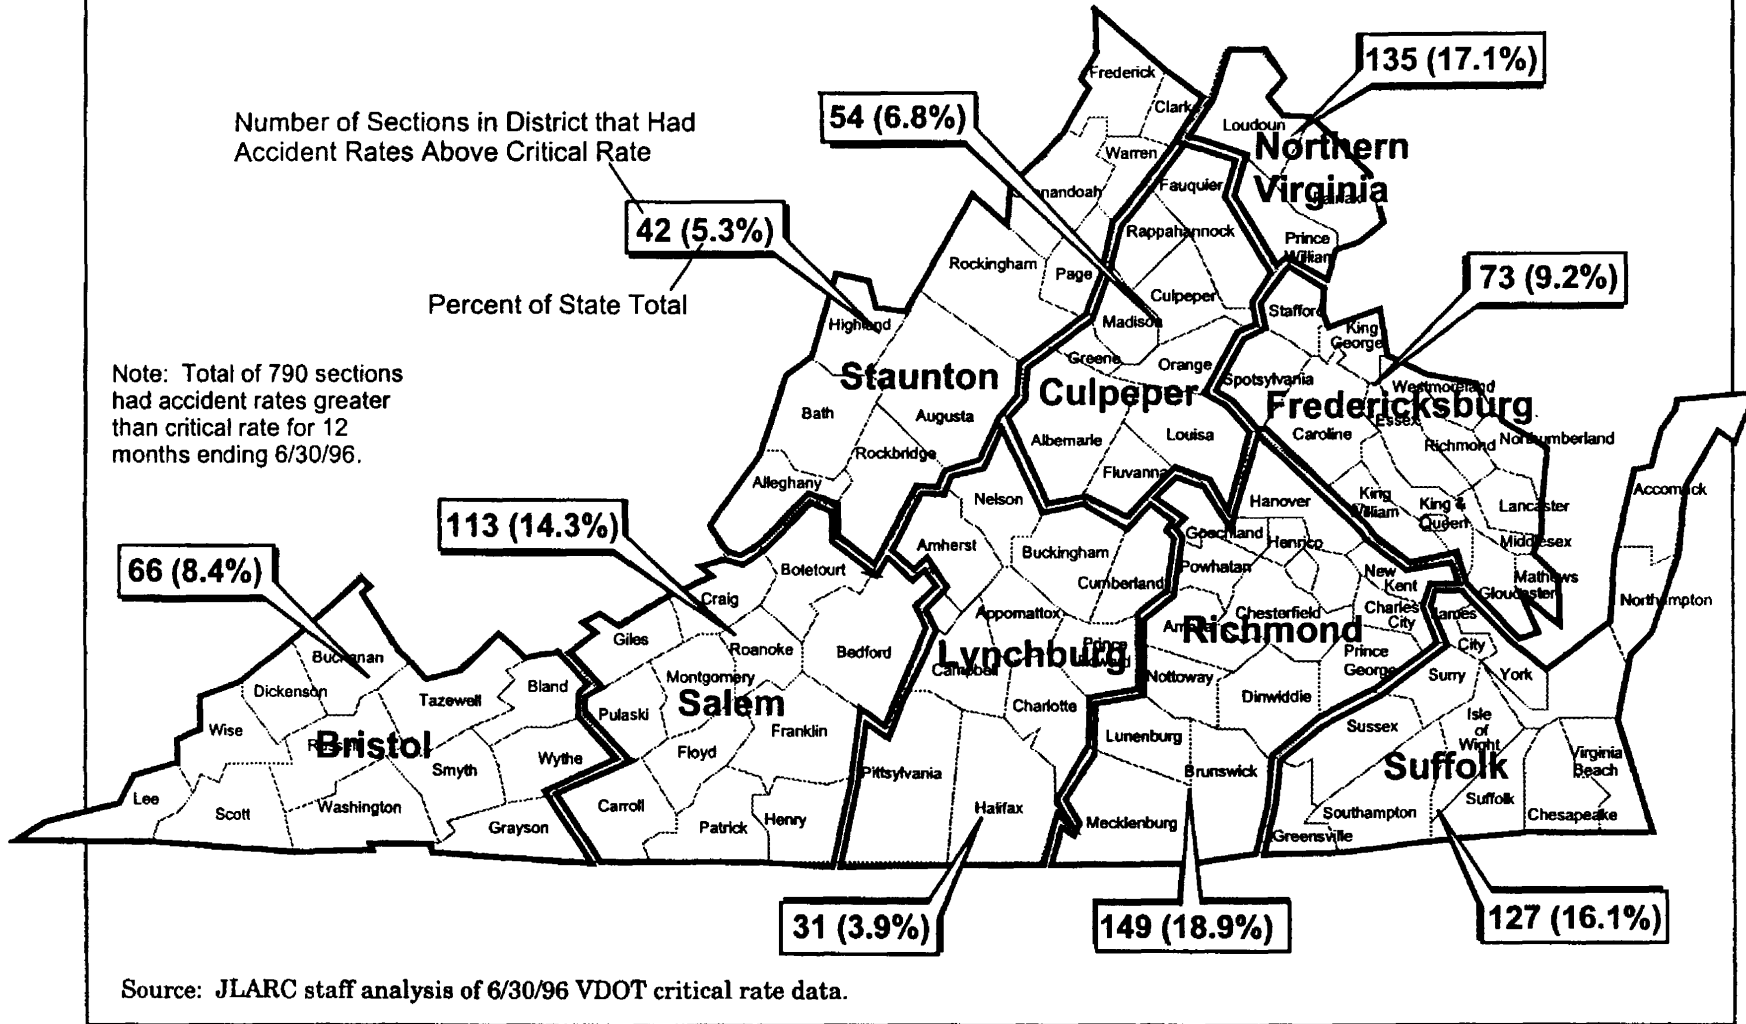 135 (17.1%)
54 (6.8%)
Number of Sections in District that Had
Accident Rates Above Critical Rate
42 (5.3%)
Percent of State Total
73 (9.2%)
Note: Total of 790 sections
had accident rates greater
than critical rate for 12
months ending 6/30/96.
113 (14.3%)
66 (8.4%)
Frederick
Clark
Loudoun
Northern
Virginia
Warren
Fauquier
Rappahannock
Prince
William
Rockingham
Page
Culpeper
Madison
Stafford
King
George
Highland
Greene
Orange
Spotsylvania
Westmoreland
Staunton
Culpeper
Fredericksburg
Bath
Augusta
Albemarle
Louisa
Caroline
Essex
Richmond
Northumberland
Rockbridge
Alleghany
Fluvanna
Nelson
Hanover
King
William
King &
Queen
Lancaster
Accomack
Amherst
Buckingham
Goochland
Henrico
Middlesex
Botetourt
Cumberland
Powhatan
New
Kent
Mathews
Gloucester
Northampton
Craig
Appomattox
Chesterfield
Charles
City
James
City
Richmond
Giles
Roanoke
Bedford
Lynchburg
Prince
Campbell
Prince
George
Surry
York
Buchanan
Dickenson
Tazewell
Bland
Montgomery
Nottoway
Dinwiddie
Salem
Pulaski
Charlotte
Wise
Bristol
Franklin
Lunenburg
Sussex
Isle
of
Wight
Smyth
Wythe
Floyd
Pittsylvania
Brunswick
Suffolk
Virginia
Beach
Lee
Scott
Washington
Grayson
Carroll
Patrick
Henry
Halifax
Mecklenburg
Southampton
Suffolk
Chesapeake
Greensville
31 (3.9%)
149 (18.9%)
127 (16.1%)
Source: JLARC staff analysis of 6/30/96 VDOT critical rate data.